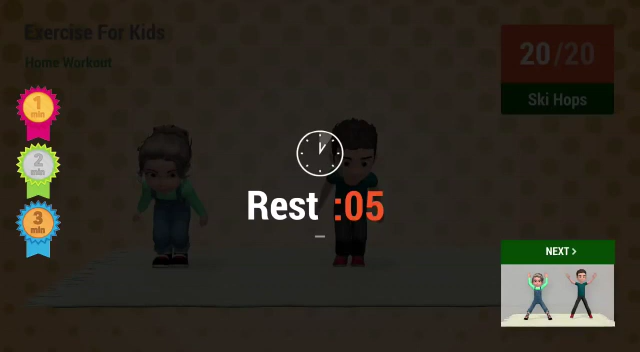 Exercise For Kids
Home Workout
20/20
Ski Hops
1
min
2
min
3
min
Rest :05
NEXT >